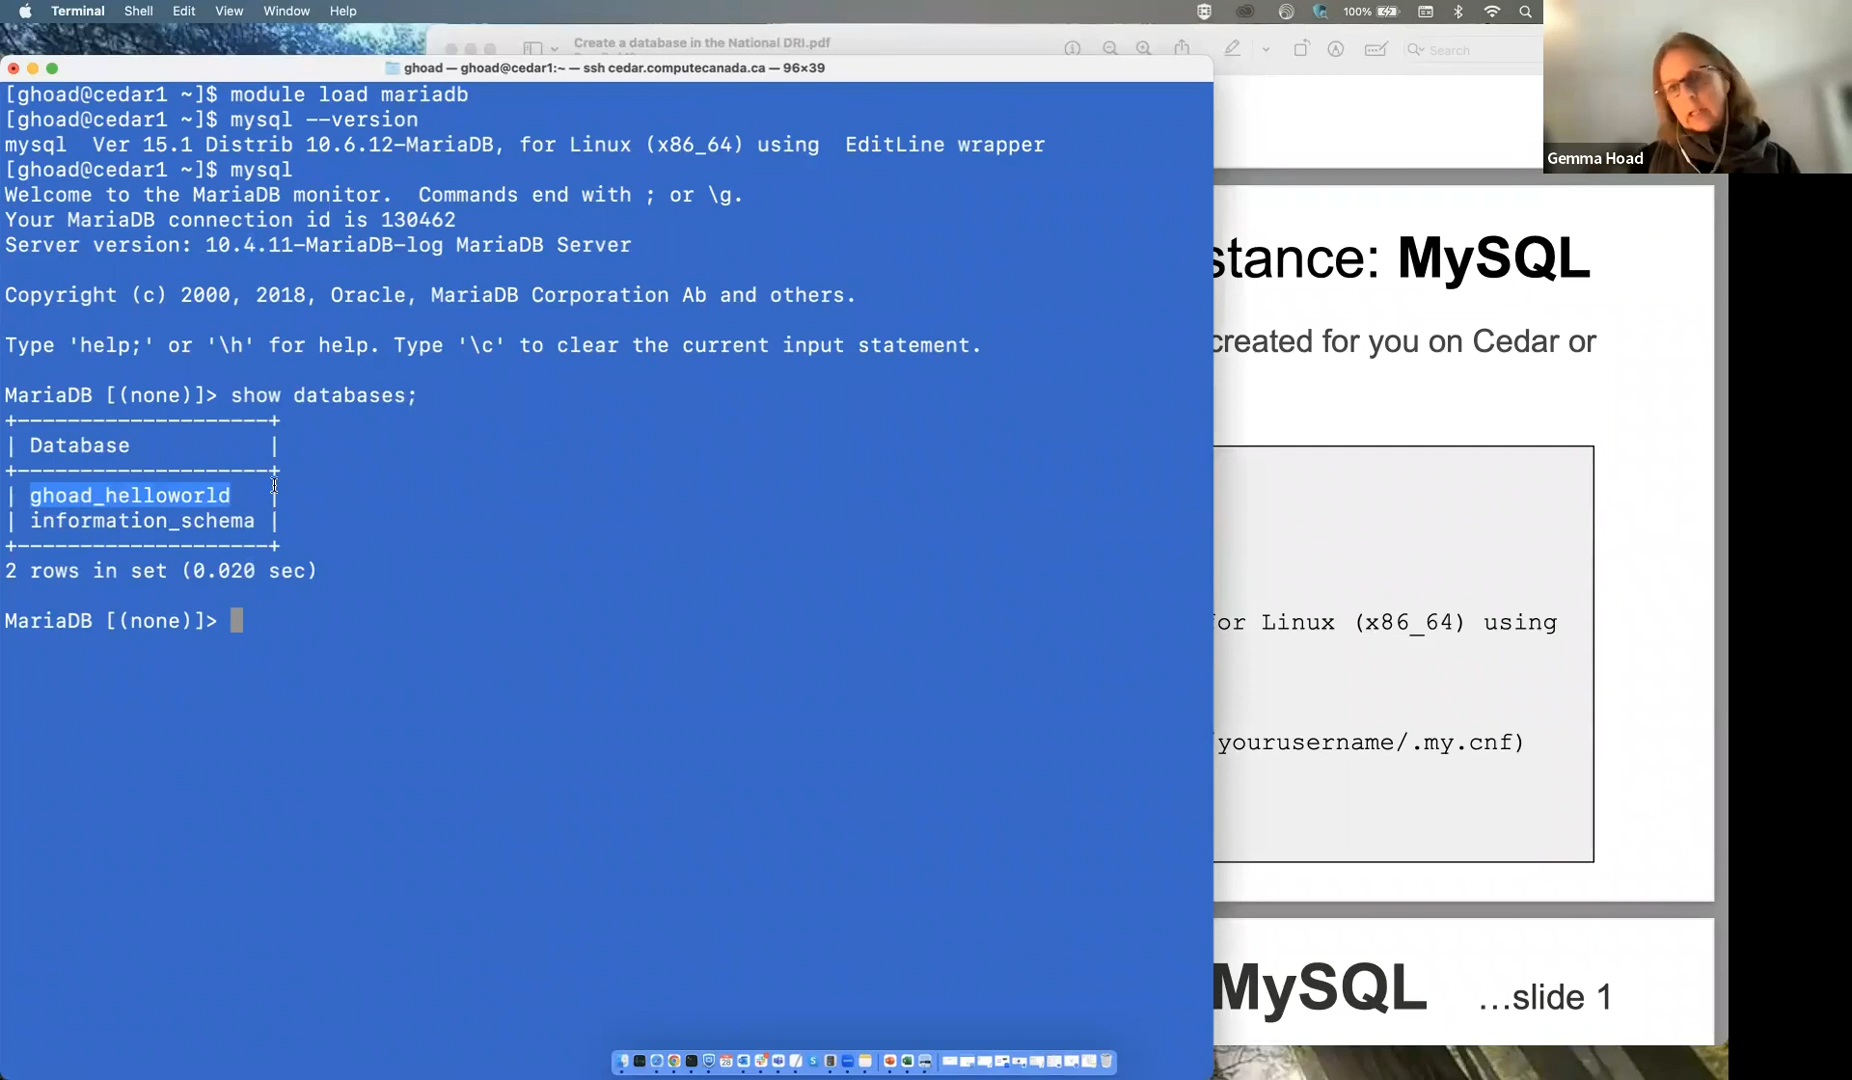 Terminal Shell Edit View Window Help
100%
Create a database in the National DRI.pdf
Search
ghoad — ghoad@cedar1:~ — ssh cedar.computecanada.ca — 96×39
[ghoad@cedar1 ~]$ module load mariadb
[ghoad@cedar1 ~]$ mysql --version
mysql  Ver 15.1 Distrib 10.6.12-MariaDB, for Linux (x86_64) using  EditLine wrapper
[ghoad@cedar1 ~]$ mysql
Welcome to the MariaDB monitor.  Commands end with ; or \g.
Your MariaDB connection id is 130462
Server version: 10.4.11-MariaDB-log MariaDB Server
Copyright (c) 2000, 2018, Oracle, MariaDB Corporation Ab and others.
Type 'help;' or '\h' for help. Type '\c' to clear the current input statement.
MariaDB [(none)]> show databases;
+--------------------+
| Database           |
+--------------------+
| ghoad_helloworld   |
| information_schema |
+--------------------+
2 rows in set (0.020 sec)
MariaDB [(none)]>
Gemma Hoad
stance: MySQL
created for you on Cedar or
for Linux (x86_64) using
yourusername/.my.cnf)
MySQL …slide 1